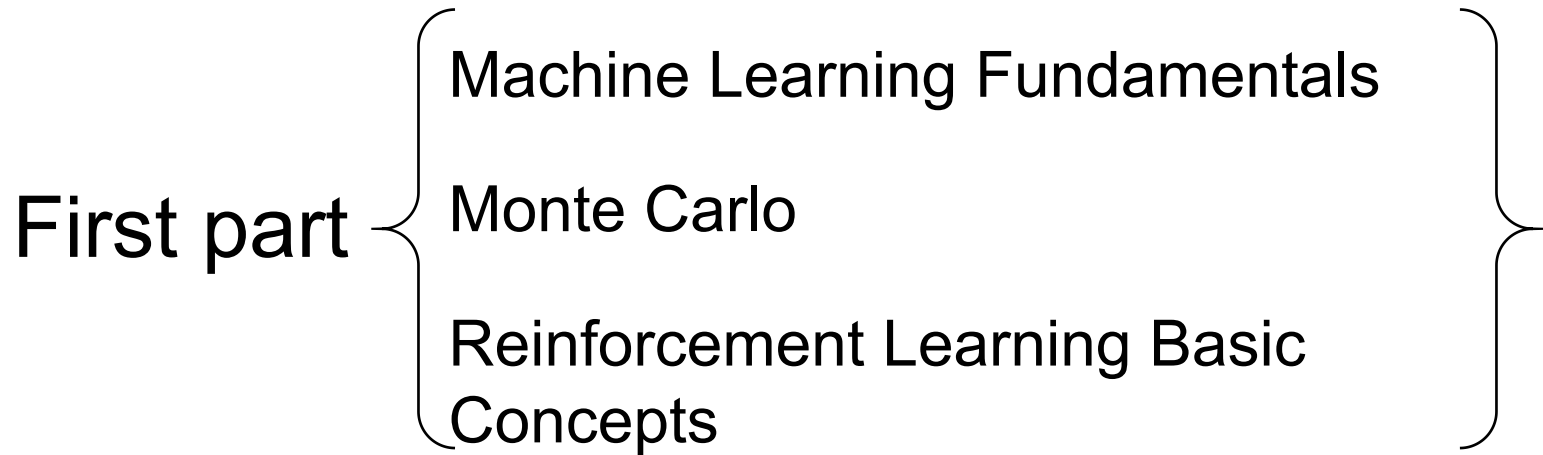 Machine Learning Fundamentals
First part
Monte Carlo
Reinforcement Learning Basic
Concepts